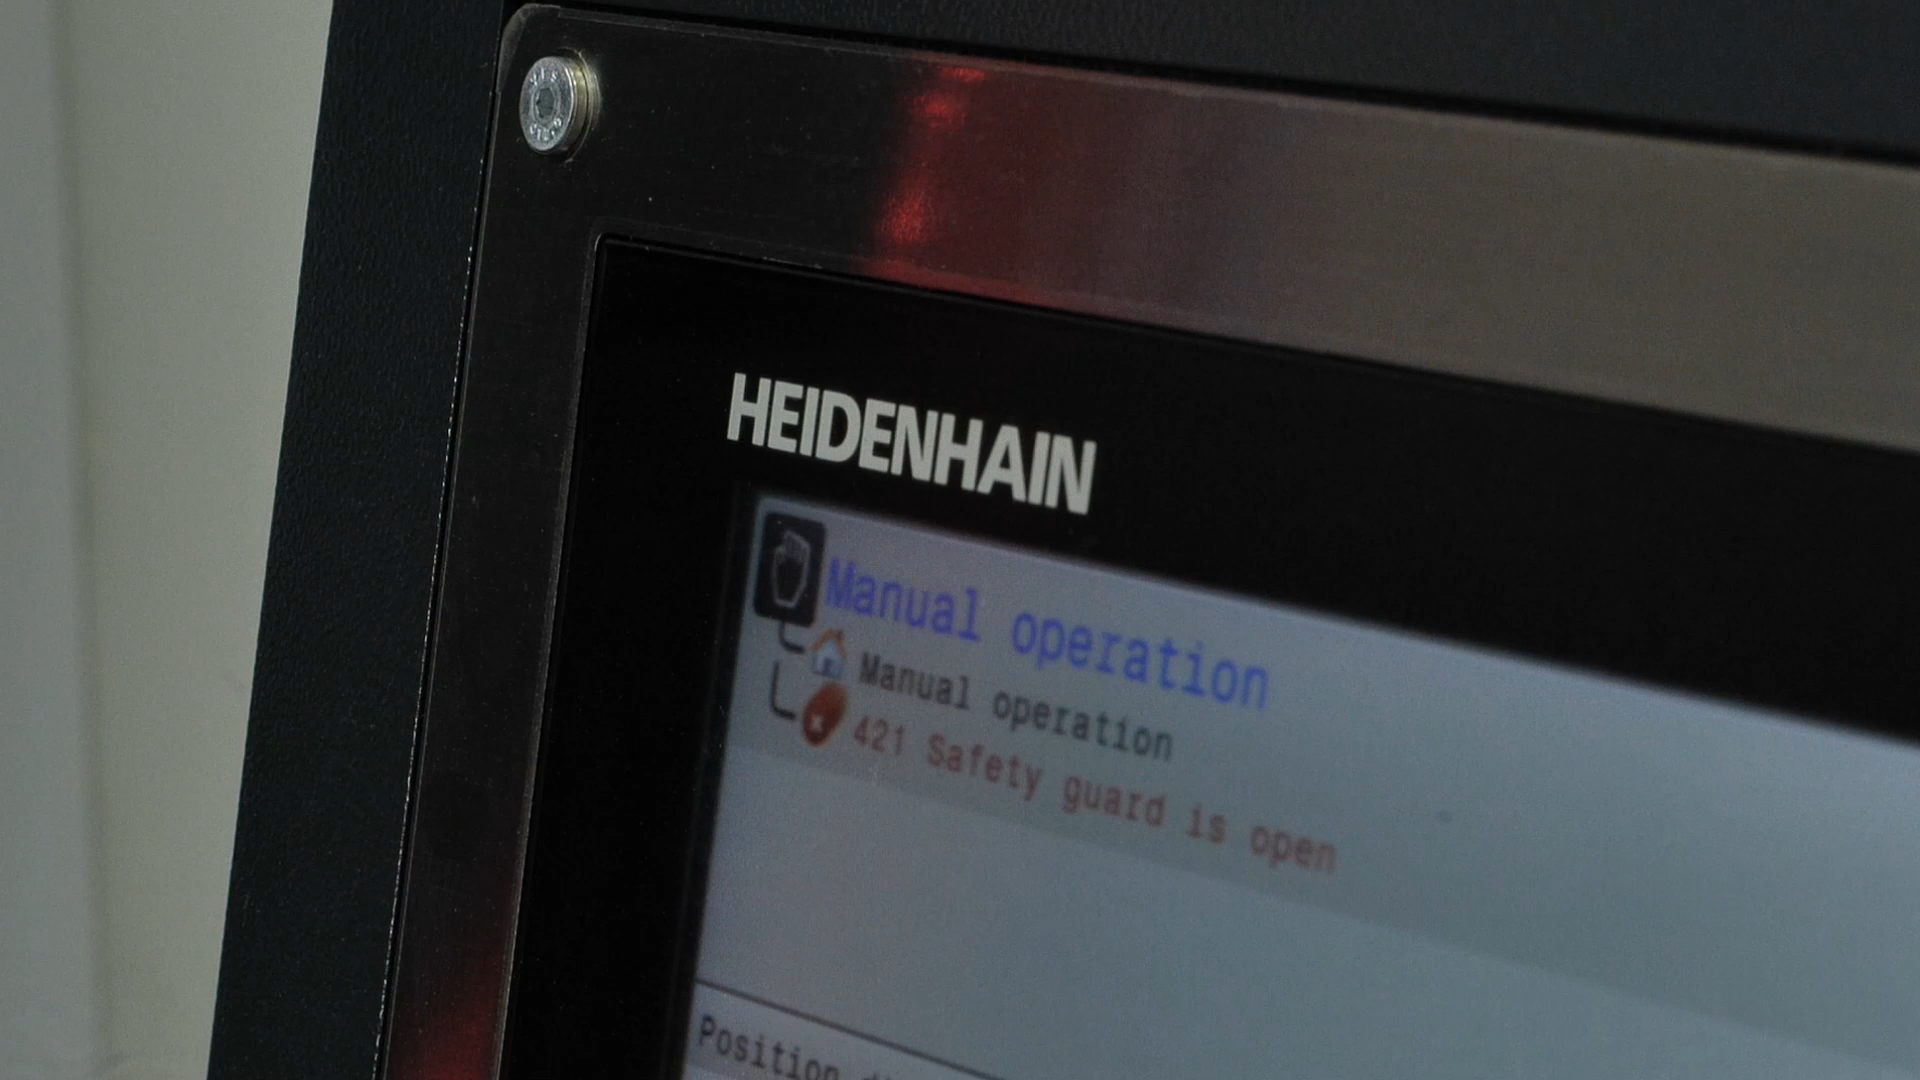 HEIDENHAIN
Manual operation
Manual operation
421 Safety guard is open
Position